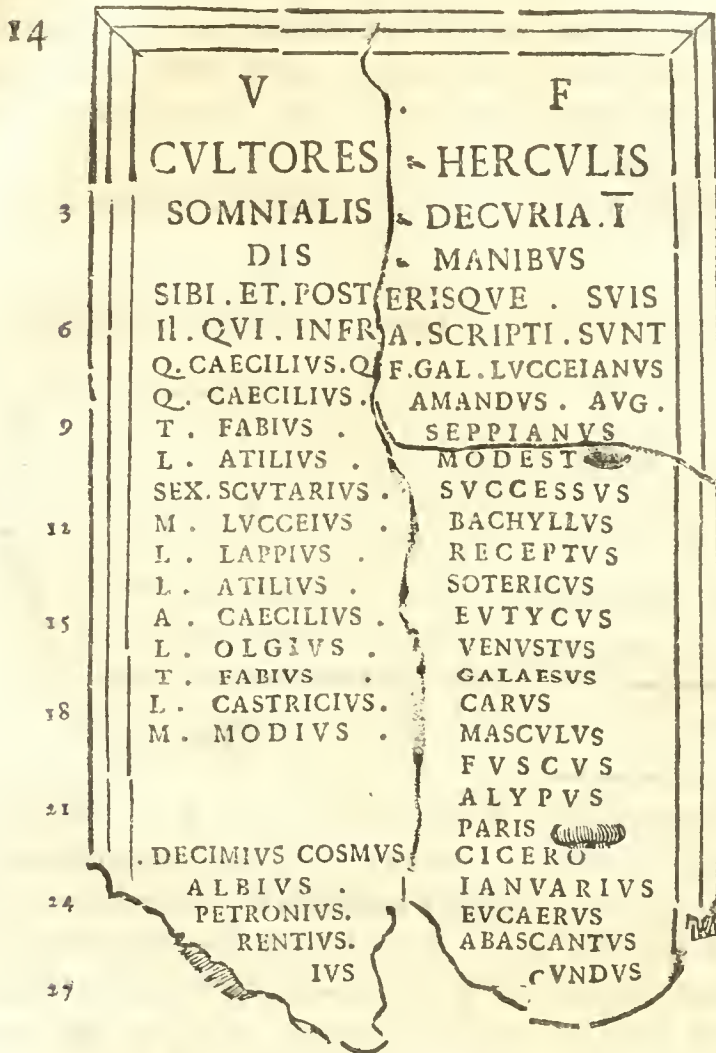 14
V . F
CVLTORES HERCVLIS
3 SOMNIALIS DECVRIA . I̅
DIS MANIBVS
SIBI . ET . POSTERISQVE . SVIS
6 II . QVI . INFRA . SCRIPTI . SVNT
Q. CAECILIVS . Q F . GAL . LVCCEIANVS
Q. CAECILIVS . AMANDVS . AVG .
9 T . FABIVS . SEPPIANVS
L . ATILIVS . MODEST
SEX. SCVTARIVS . SVCCESSVS
12 M . LVCCEIVS . BACHYLLVS
L . LAPPIVS . RECEPTVS
L . ATILIVS . SOTERICVS
15 A . CAECILIVS . EVTYCVS
L . OLGIVS . VENVSTVS
T . FABIVS . GALAESVS
18 L . CASTRICIVS . CARVS
M . MODIVS . MASCVLVS
FVSCVS
21 ALYPVS
PARIS
. DECIMIVS COSMVS CICERO
24 ALBIVS . IANVARIVS
PETRONIVS . EVCAERVS
RENTIVS . ABASCANTVS
27 IVS CVNDVS